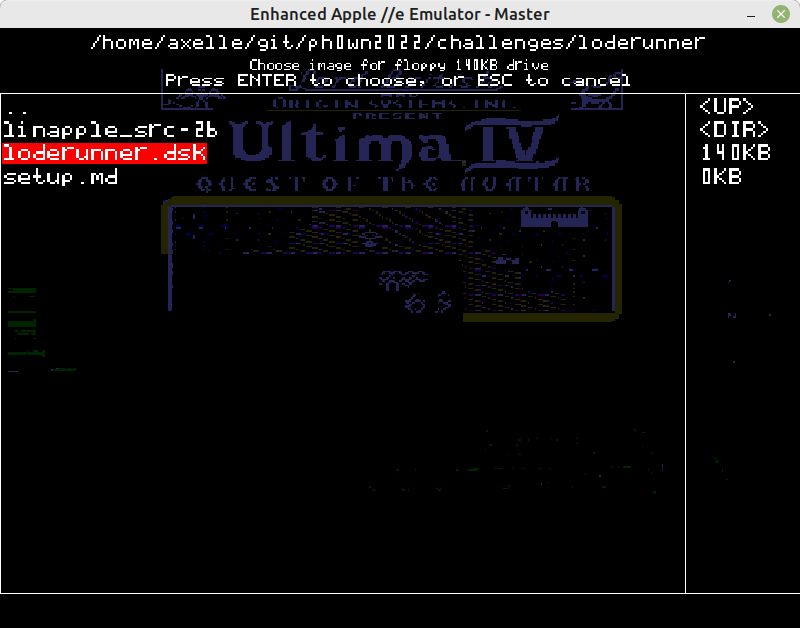 Enhanced Apple //e Emulator - Master
/home/axelle/git/ph0wn2022/challenges/loderunner
Choose image for floppy 140KB drive
Press ENTER to choose, or ESC to cancel
ORIGIN SYSTEMS, INC.
PRESENT
Ultima IV
QUEST OF THE AVATAR
.. <UP>
linapple_src-2b <DIR>
loderunner.dsk 140KB
setup.md 0KB